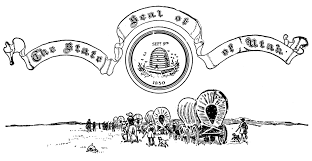 The State
Seal of
of Utah.
SEPT 9TH
1850